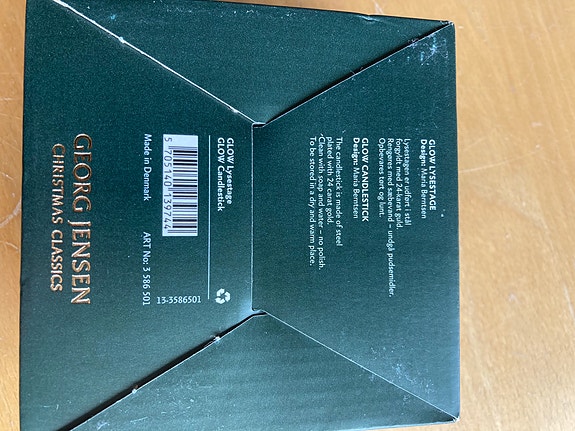 GLOW LYSESTAGE
Design: Maria Berntsen
Lysestagen er udført i stål
forgyldt med 24-karat guld.
Rengøres med sæbevand – undgå pudsemidler.
Opbevares tørt og lunt.
GLOW CANDLESTICK
Design: Maria Berntsen
The candlestick is made of steel
plated with 24 carat gold.
Clean with soap and water – no polish.
To be stored in a dry and warm place.
GLOW Lysestage
GLOW Candlestick
13-3586501
5 705140 339744
Made in Denmark
ART No: 3 586 501
GEORG JENSEN
CHRISTMAS CLASSICS